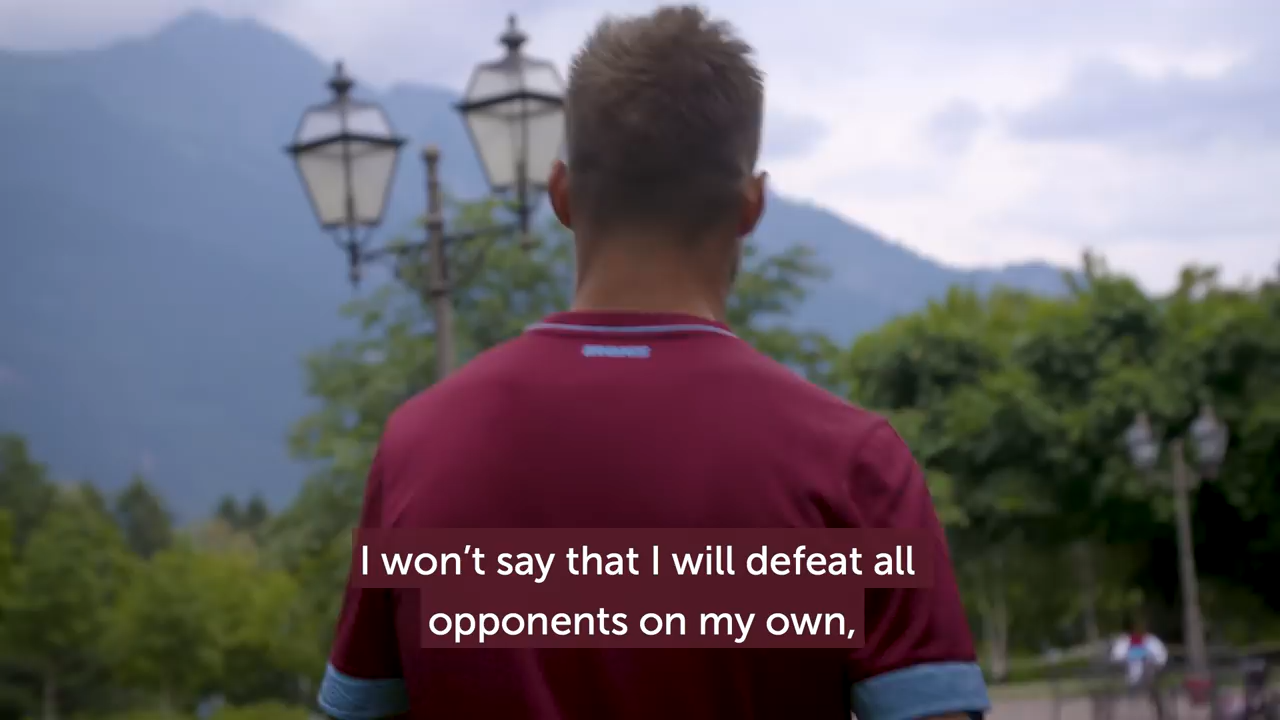 I won’t say that I will defeat all
opponents on my own,